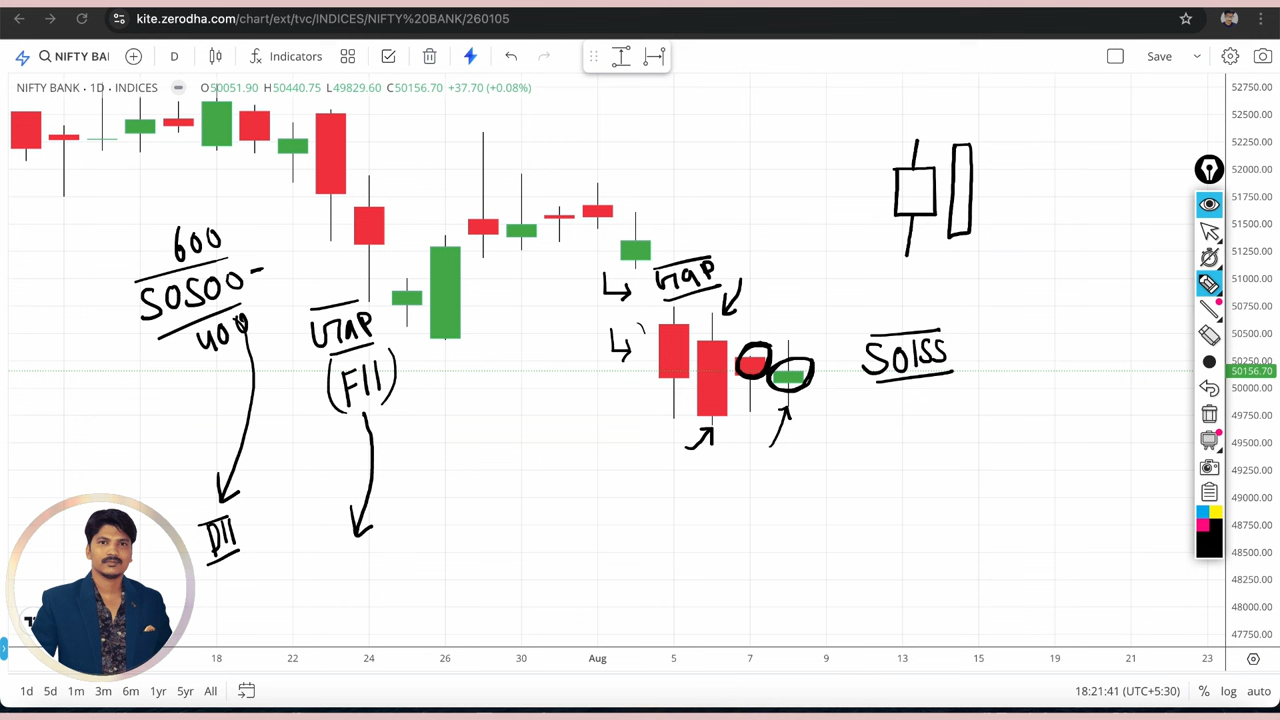 kite.zerodha.com/chart/ext/tvc/INDICES/NIFTY%20BANK/260105
NIFTY BAN
D
Indicators
Save
NIFTY BANK · 1D · INDICES
O50051.90 H50440.75 L49829.60 C50156.70 +37.70 (+0.08%)
52750.00
52500.00
52250.00
52000.00
51750.00
51500.00
51250.00
51000.00
50750.00
50500.00
50250.00
50156.70
50000.00
49750.00
49500.00
49250.00
49000.00
48750.00
48500.00
48250.00
48000.00
47750.00
600
50500
400
GAP
(FII)
DII
GAP
50155
18
22
24
26
30
Aug
5
7
9
13
15
19
21
23
1d 5d 1m 3m 6m 1yr 5yr All
18:21:41 (UTC+5:30)
% log auto